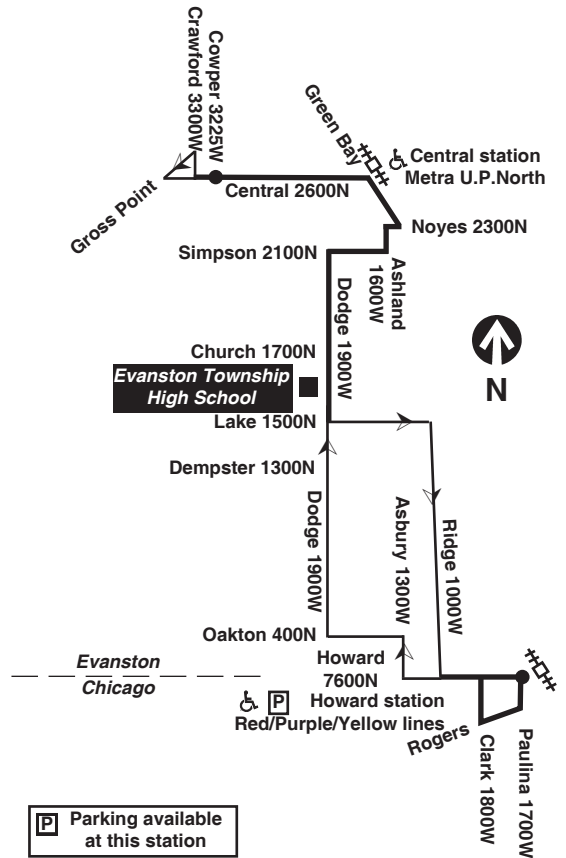 Crawford 3300W
Cowper 3225W
Green Bay
Central station
Metra U.P.North
Central 2600N
Gross Point
Noyes 2300N
Simpson 2100N
Ashland
1600W
Dodge 1900W
Church 1700N
Evanston Township
High School
N
Lake 1500N
Dempster 1300N
Dodge 1900W
Asbury 1300W
Ridge 1000W
Oakton 400N
Howard
7600N
Evanston
Chicago
P
Howard station
Red/Purple/Yellow lines
Rogers
Clark 1800W
Paulina 1700W
P Parking available
at this station